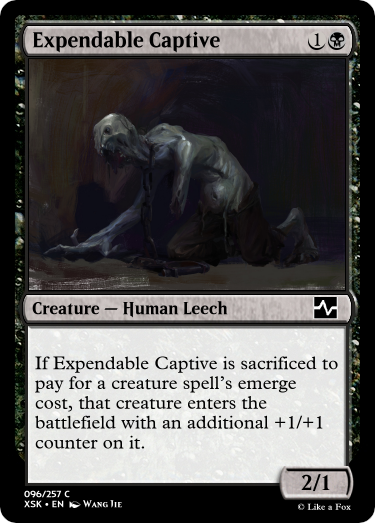 Expendable Captive 1
Creature — Human Leech
If Expendable Captive is sacrificed to
pay for a creature spell's emerge
cost, that creature enters the
battlefield with an additional +1/+1
counter on it.
2/1
096/257 C
XSK • EN Wang Jie
© Like a Fox